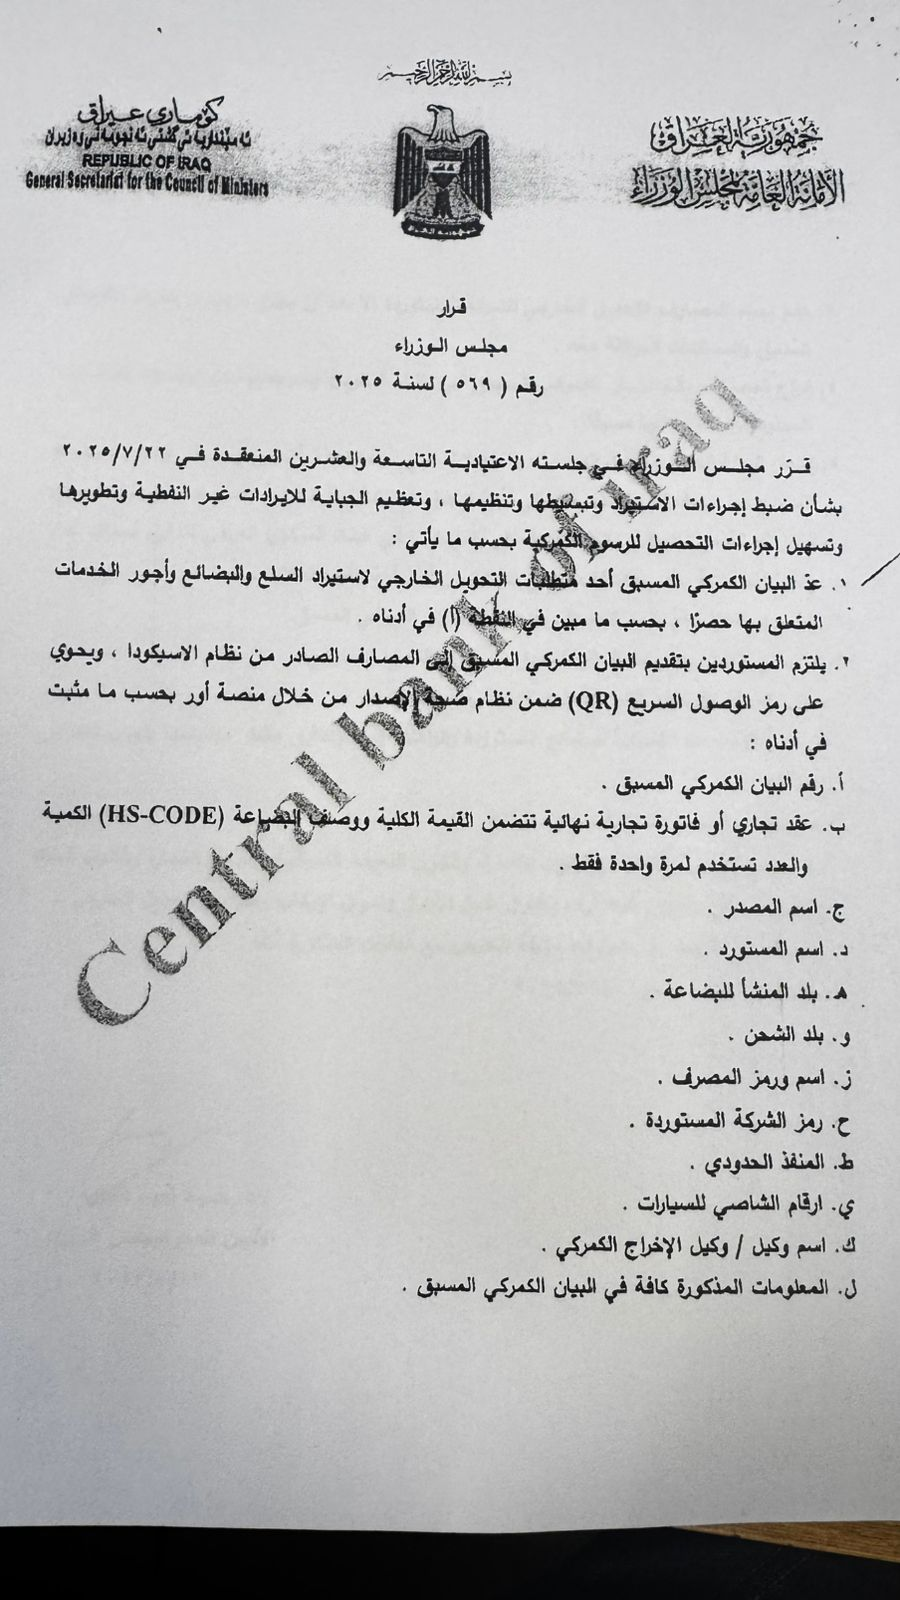 بسم الله الرحمن الرحيم
جمهورية العراق
الأمانة العامة لمجلس الوزراء
كۆماری عیراق
REPUBLIC OF IRAQ
General Secretariat for the Council of Ministers
قرار
مجلس الوزراء
رقم ( ٥٦٩ ) لسنة ٢٠٢٥
قرّر مجلس الوزراء في جلسته الاعتيادية التاسعة والعشرين المنعقدة في ٢٠٢٥/٧/٢٢
بشأن ضبط إجراءات الاستيراد وتبسيطها وتنظيمها ، وتعظيم الجباية للايرادات غير النفطية وتطويرها
وتسهيل إجراءات التحصيل للرسوم الكمركية بحسب ما يأتي :
١. عدّ البيان الكمركي المسبق أحد متطلبات التحويل الخارجي لاستيراد السلع والبضائع وأجور الخدمات
المتعلق بها حصرًا ، بحسب ما مبين في النقطة (أ) في أدناه .
٢. يلتزم المستوردين بتقديم البيان الكمركي المسبق إلى المصارف الصادر من نظام الاسيكودا ، ويحوي
على رمز الوصول السريع (QR) ضمن نظام صحة الإصدار من خلال منصة أور بحسب ما مثبت
في أدناه :
أ. رقم البيان الكمركي المسبق .
ب. عقد تجاري أو فاتورة تجارية نهائية تتضمن القيمة الكلية ووصف البضاعة (HS-CODE) الكمية
والعدد تستخدم لمرة واحدة فقط .
ج. اسم المصدر .
د. اسم المستورد .
هـ. بلد المنشأ للبضاعة .
و. بلد الشحن .
ز. اسم ورمز المصرف .
ح. رمز الشركة المستوردة .
ط. المنفذ الحدودي .
ي. ارقام الشاصي للسيارات .
ك. اسم وكيل / وكيل الإخراج الكمركي .
ل. المعلومات المذكورة كافة في البيان الكمركي المسبق .
Central bank of iraq